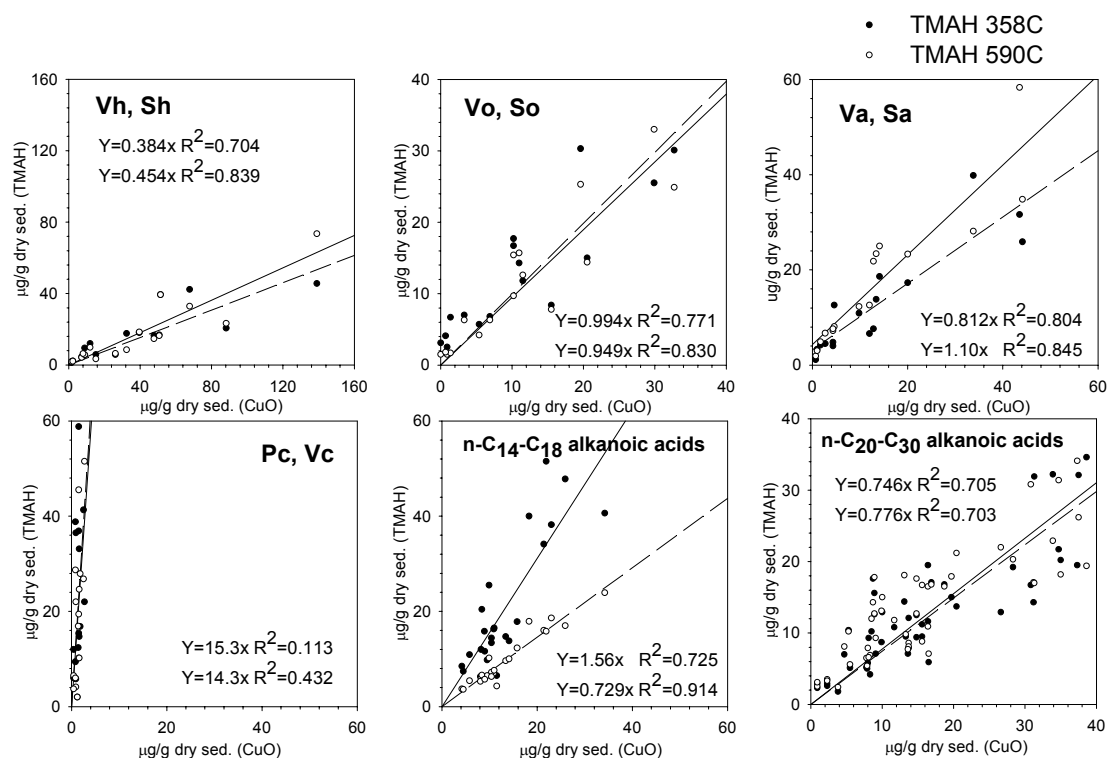 TMAH 358C
TMAH 590C
Vh, Sh
Y=0.384x R²=0.704
Y=0.454x R²=0.839
µg/g dry sed. (TMAH)
160
120
80
40
0
0 40 80 120 160
µg/g dry sed. (CuO)
Vo, So
Y=0.994x R²=0.771
Y=0.949x R²=0.830
µg/g dry sed. (TMAH)
40
30
20
10
0
0 10 20 30 40
µg/g dry sed. (CuO)
Va, Sa
Y=0.812x R²=0.804
Y=1.10x R²=0.845
ug/g dry sed. (TMAH)
60
40
20
0
0 20 40 60
µg/g dry sed. (CuO)
Pc, Vc
Y=15.3x R²=0.113
Y=14.3x R²=0.432
µg/g dry sed. (TMAH)
60
40
20
0
0 20 40 60
µg/g dry sed. (CuO)
n-C₁₄-C₁₈ alkanoic acids
Y=1.56x R²=0.725
Y=0.729x R²=0.914
µg/g dry sed. (TMAH)
60
40
20
0
0 20 40 60
µg/g dry sed. (CuO)
n-C₂₀-C₃₀ alkanoic acids
Y=0.746x R²=0.705
Y=0.776x R²=0.703
µg/g dry sed. (TMAH)
40
30
20
10
0
0 10 20 30 40
µg/g dry sed. (CuO)